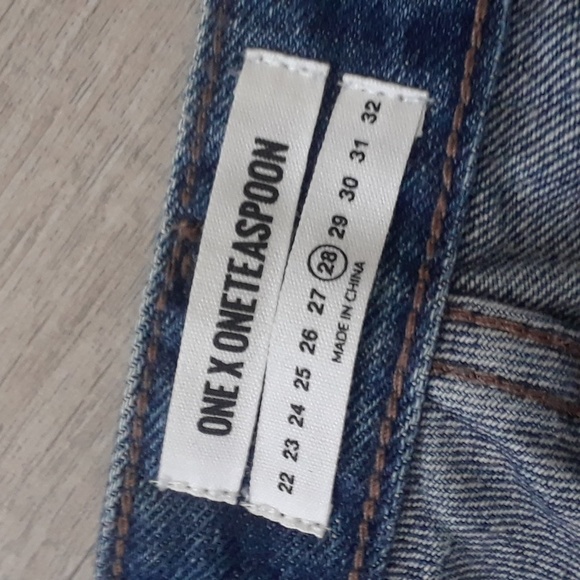 ONE X ONETEASPOON
22 23 24 25 26 27 28 29 30 31 32
MADE IN CHINA